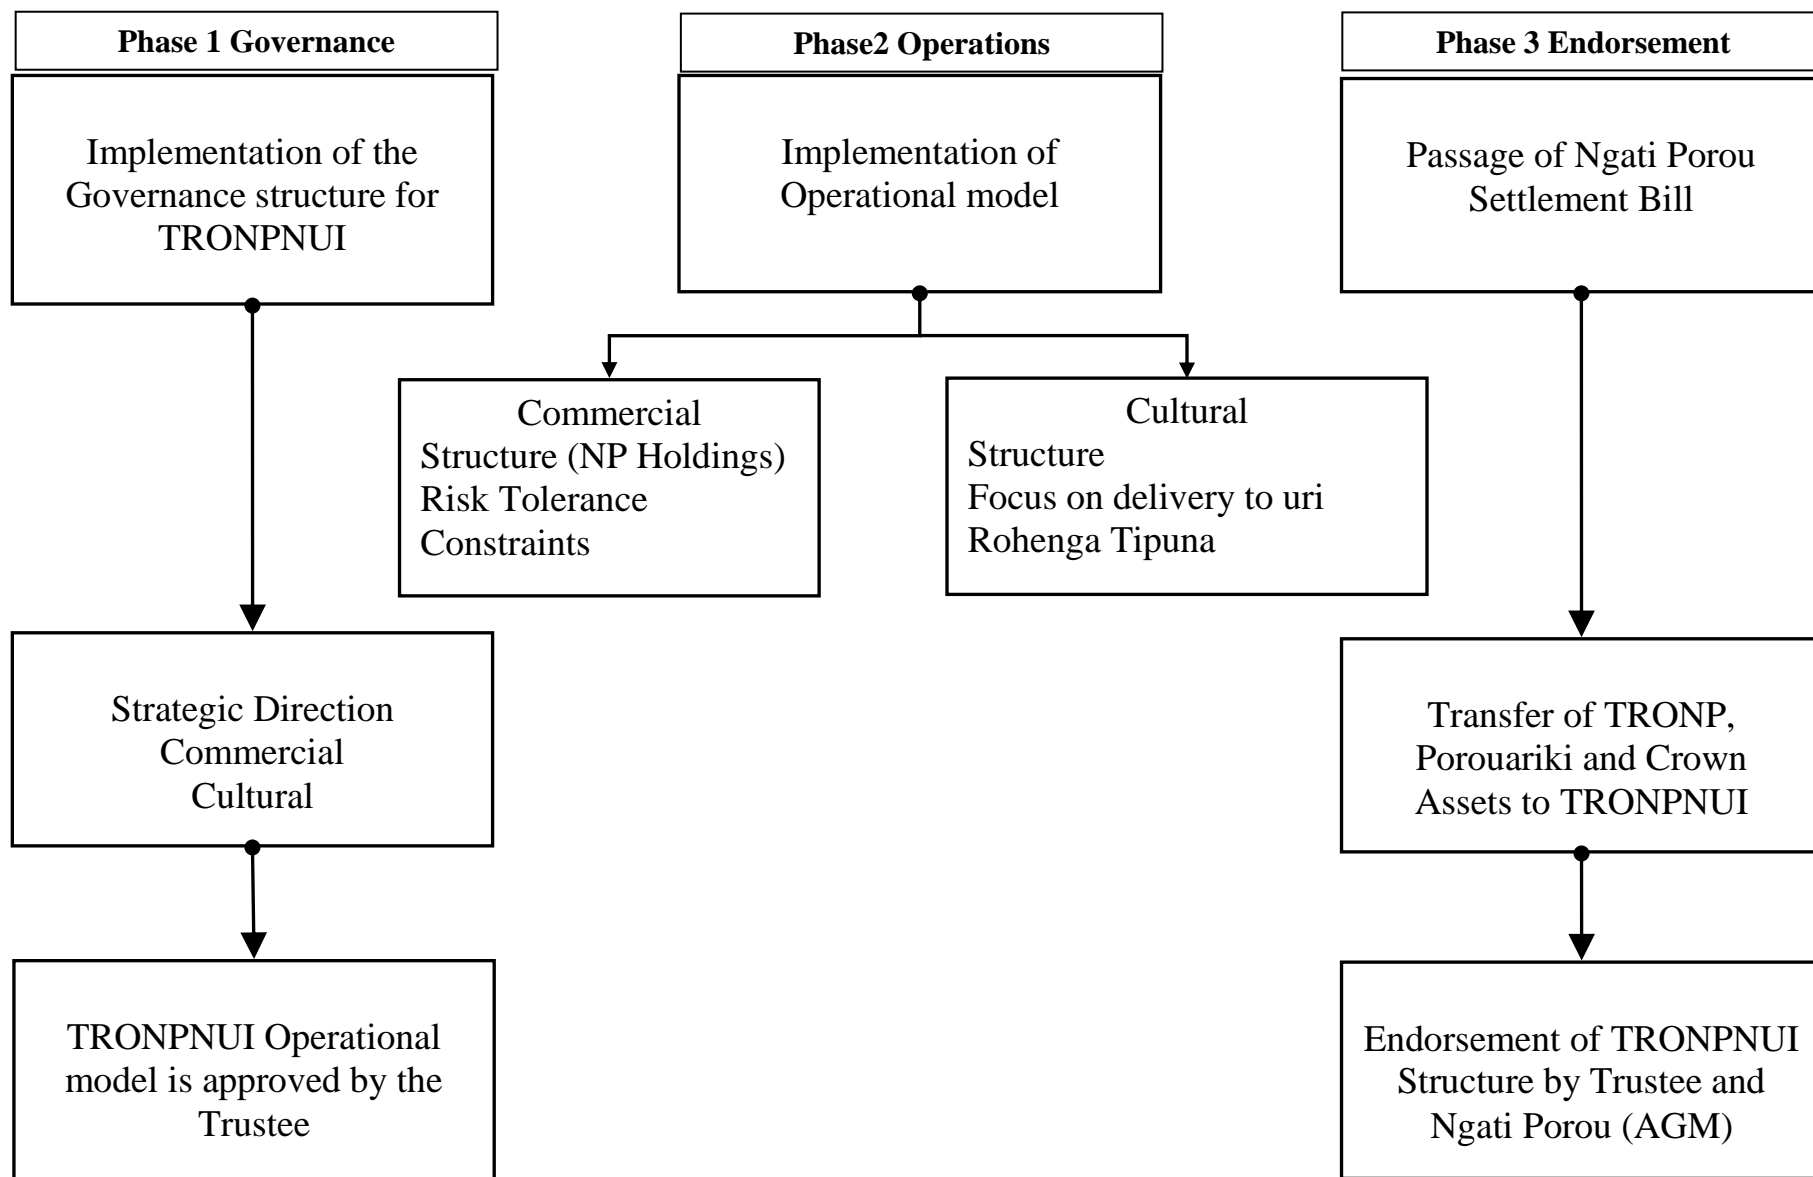 Phase 1 Governance
Implementation of the
Governance structure for
TRONPNUI
Strategic Direction
Commercial
Cultural
TRONPNUI Operational
model is approved by the
Trustee
Phase2 Operations
Implementation of
Operational model
Commercial
Structure (NP Holdings)
Risk Tolerance
Constraints
Cultural
Structure
Focus on delivery to uri
Rohenga Tipuna
Phase 3 Endorsement
Passage of Ngati Porou
Settlement Bill
Transfer of TRONP,
Porouariki and Crown
Assets to TRONPNUI
Endorsement of TRONPNUI
Structure by Trustee and
Ngati Porou (AGM)